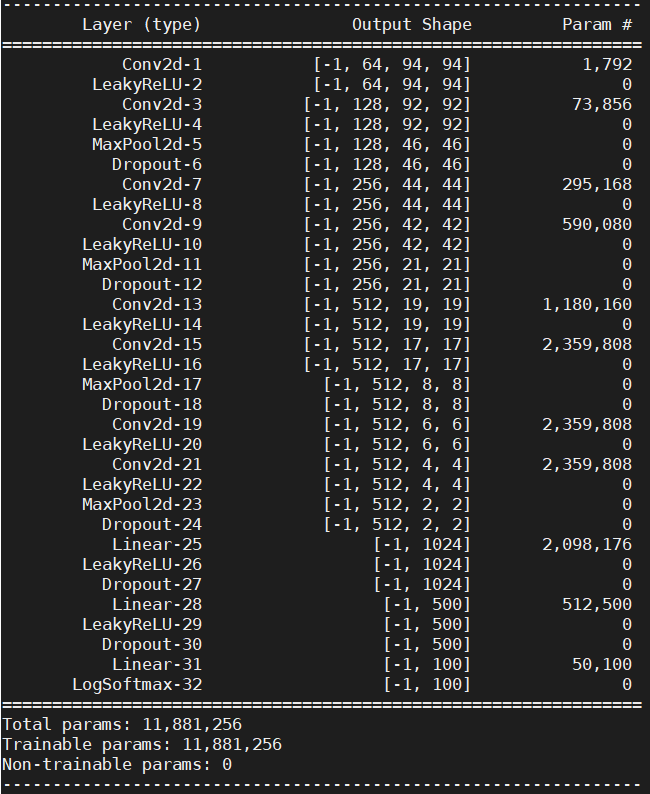 ----------------------------------------------------------------
Layer (type) Output Shape Param #
================================================================
Conv2d-1 [-1, 64, 94, 94] 1,792
LeakyReLU-2 [-1, 64, 94, 94] 0
Conv2d-3 [-1, 128, 92, 92] 73,856
LeakyReLU-4 [-1, 128, 92, 92] 0
MaxPool2d-5 [-1, 128, 46, 46] 0
Dropout-6 [-1, 128, 46, 46] 0
Conv2d-7 [-1, 256, 44, 44] 295,168
LeakyReLU-8 [-1, 256, 44, 44] 0
Conv2d-9 [-1, 256, 42, 42] 590,080
LeakyReLU-10 [-1, 256, 42, 42] 0
MaxPool2d-11 [-1, 256, 21, 21] 0
Dropout-12 [-1, 256, 21, 21] 0
Conv2d-13 [-1, 512, 19, 19] 1,180,160
LeakyReLU-14 [-1, 512, 19, 19] 0
Conv2d-15 [-1, 512, 17, 17] 2,359,808
LeakyReLU-16 [-1, 512, 17, 17] 0
MaxPool2d-17 [-1, 512, 8, 8] 0
Dropout-18 [-1, 512, 8, 8] 0
Conv2d-19 [-1, 512, 6, 6] 2,359,808
LeakyReLU-20 [-1, 512, 6, 6] 0
Conv2d-21 [-1, 512, 4, 4] 2,359,808
LeakyReLU-22 [-1, 512, 4, 4] 0
MaxPool2d-23 [-1, 512, 2, 2] 0
Dropout-24 [-1, 512, 2, 2] 0
Linear-25 [-1, 1024] 2,098,176
LeakyReLU-26 [-1, 1024] 0
Dropout-27 [-1, 1024] 0
Linear-28 [-1, 500] 512,500
LeakyReLU-29 [-1, 500] 0
Dropout-30 [-1, 500] 0
Linear-31 [-1, 100] 50,100
LogSoftmax-32 [-1, 100] 0
================================================================
Total params: 11,881,256
Trainable params: 11,881,256
Non-trainable params: 0
----------------------------------------------------------------